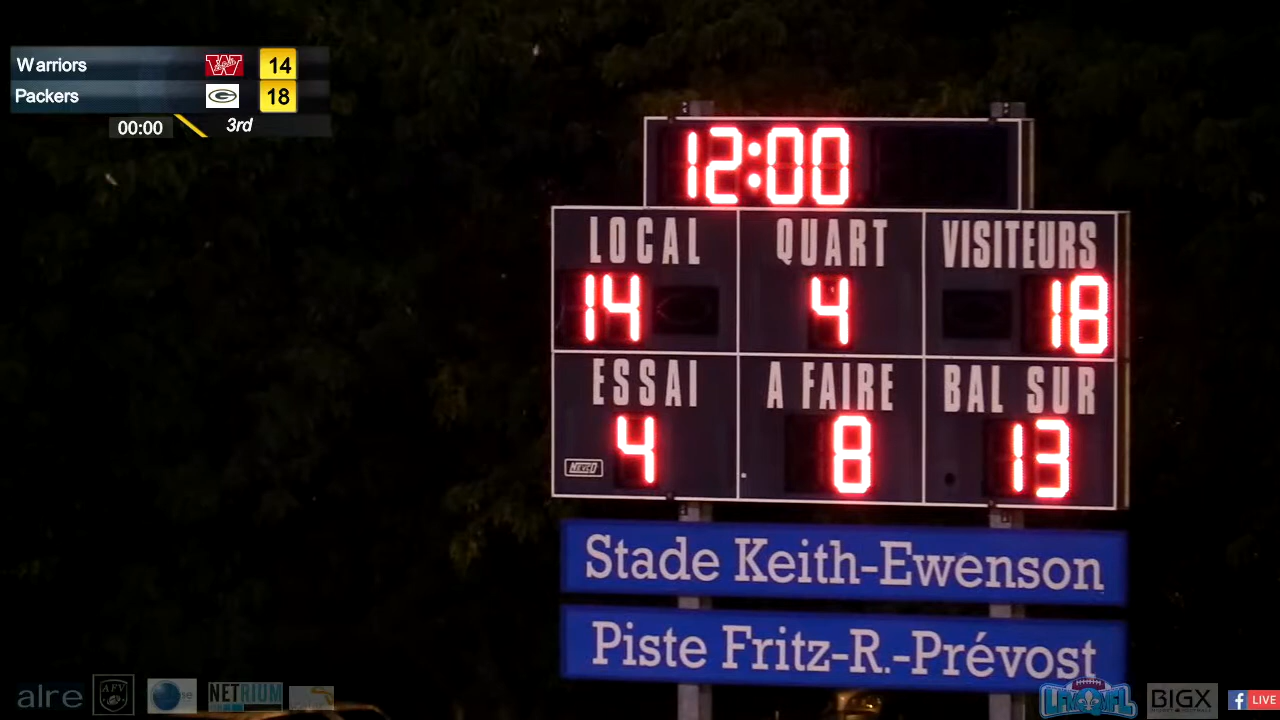 Warriors 14
Packers 18
00:00 3rd
12:00
LOCAL QUART VISITEURS
14 4 18
ESSAI A FAIRE BAL SUR
4 8 13
Stade Keith-Ewenson
Piste Fritz-R.-Prévost
alre
AFV
NETRIUM
BIGX
LIVE